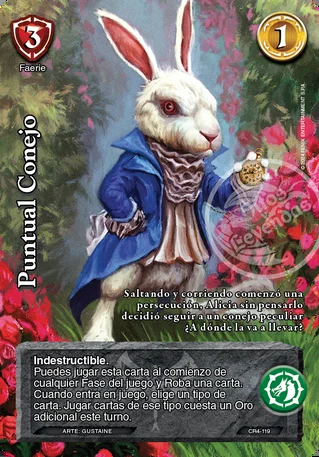 3
1
Faerie
Puntual Conejo
Saltando y corriendo comenzó una
persecución. Alicia sin pensarlo
decidió seguir a un conejo peculiar
¿A dónde la va a llevar?
Indestructible.
Puedes jugar esta carta al comienzo de
cualquier Fase del juego y Roba una carta.
Cuando entra en juego, elige un tipo de
carta. Jugar cartas de ese tipo cuesta un Oro
adicional este turno.
ARTE: GUSTAINE
CR4-119